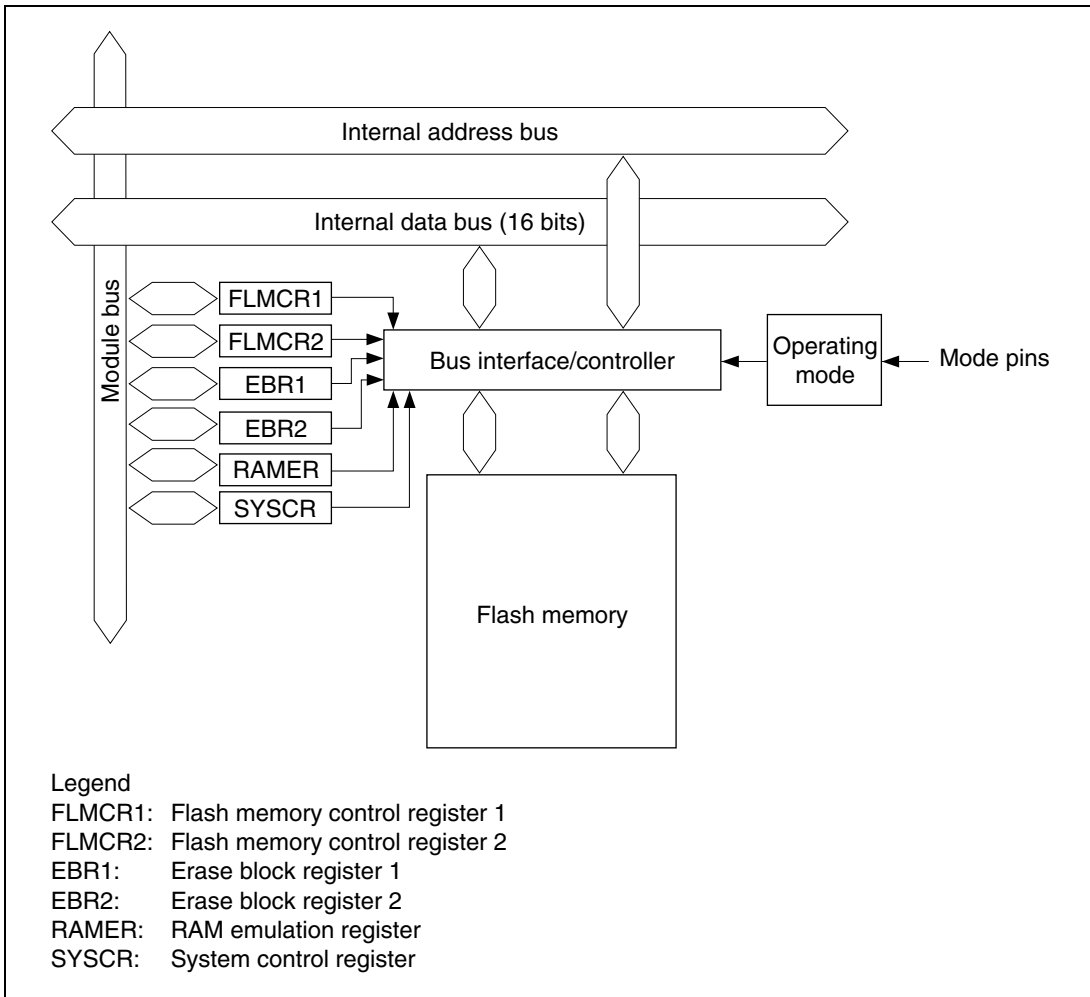 Internal address bus
Internal data bus (16 bits)
Module bus
FLMCR1
FLMCR2
EBR1
EBR2
RAMER
SYSCR
Bus interface/controller
Operating
mode
Mode pins
Flash memory
Legend
FLMCR1: Flash memory control register 1
FLMCR2: Flash memory control register 2
EBR1: Erase block register 1
EBR2: Erase block register 2
RAMER: RAM emulation register
SYSCR: System control register